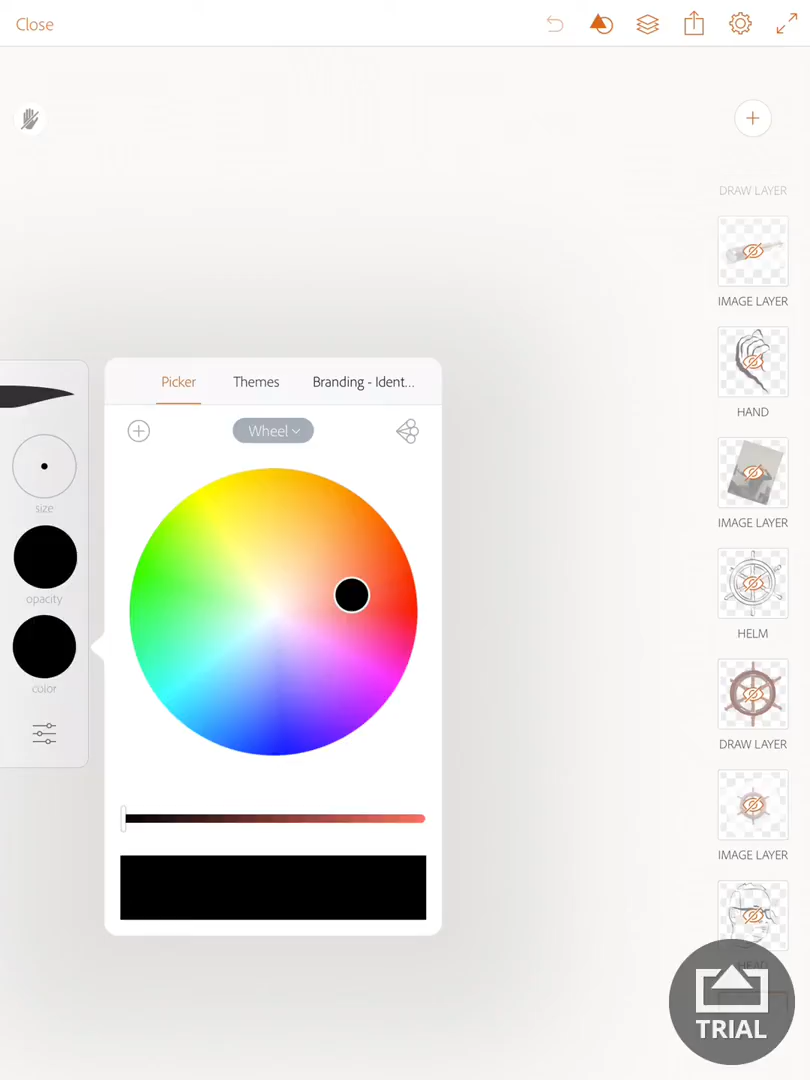 Close
DRAW LAYER
IMAGE LAYER
HAND
IMAGE LAYER
HELM
DRAW LAYER
IMAGE LAYER
HEAD
size
opacity
color
Picker Themes Branding - Ident...
Wheel
TRIAL